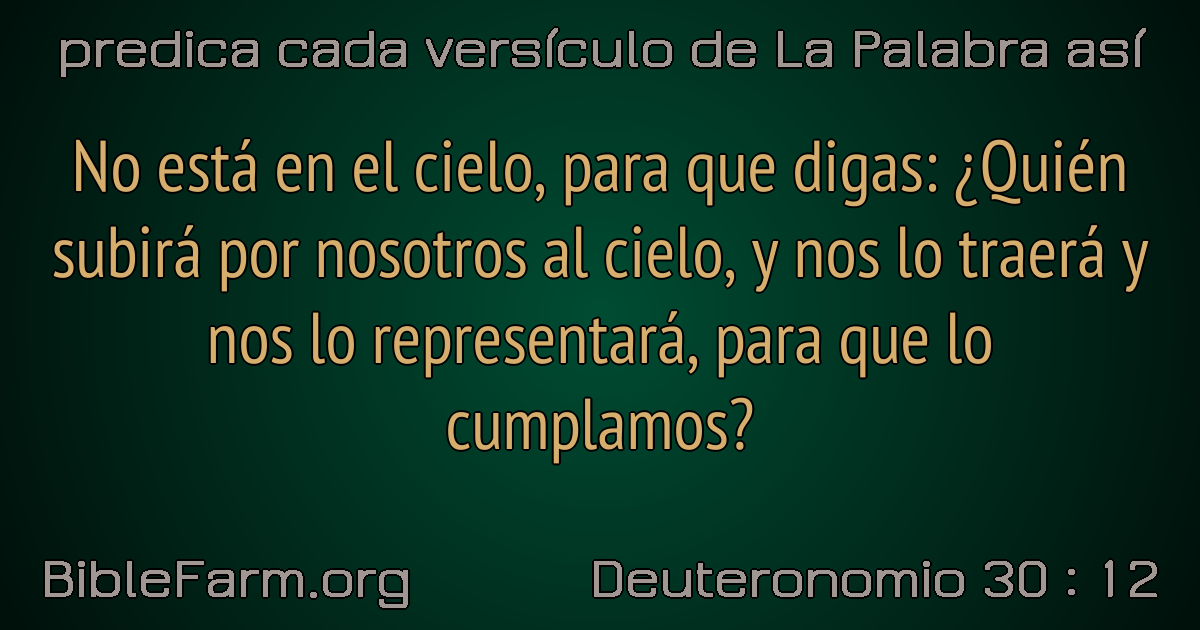 predica cada versículo de La Palabra así
No está en el cielo, para que digas: ¿Quién
subirá por nosotros al cielo, y nos lo traerá y
nos lo representará, para que lo
cumplamos?
BibleFarm.org
Deuteronomio 30 : 12